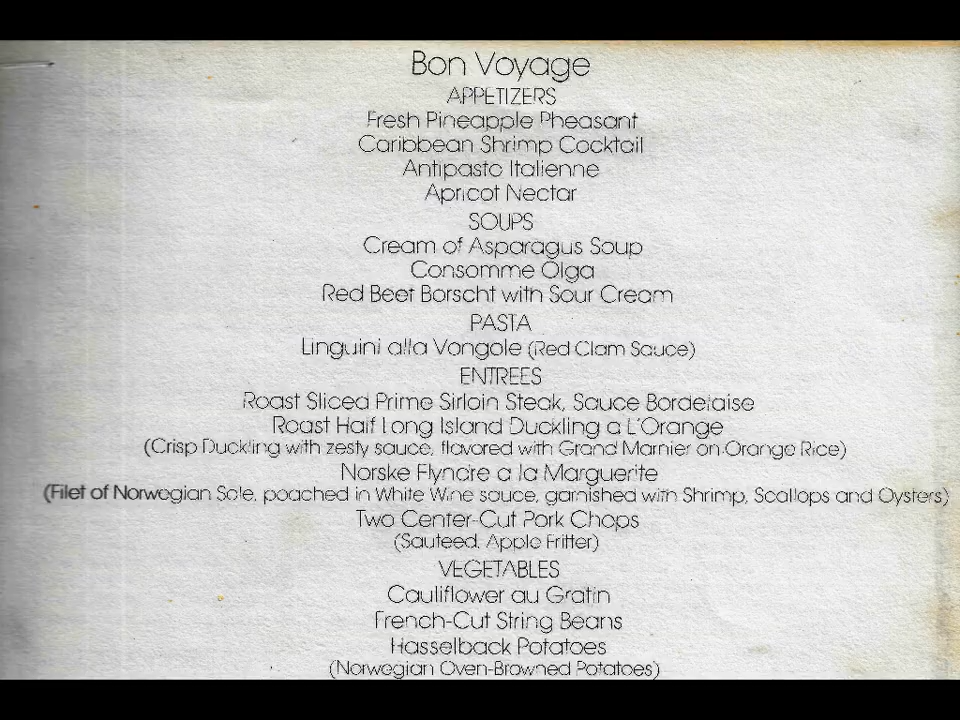 Bon Voyage
APPETIZERS
Fresh Pineapple Pheasant
Caribbean Shrimp Cocktail
Antipasto Italienne
Apricot Nectar
SOUPS
Cream of Asparagus Soup
Consomme Olga
Red Beet Borscht with Sour Cream
PASTA
Linguini alla Vongole (Red Clam Sauce)
ENTREES
Roast Sliced Prime Sirloin Steak, Sauce Bordelaise
Roast Half Long Island Duckling a L'Orange
(Crisp Duckling with zesty sauce, flavored with Grand Marnier on Orange Rice)
Norske Flyndre a la Marguerite
(Filet of Norwegian Sole, poached in White Wine sauce, garnished with Shrimp, Scallops and Oysters)
Two Center-Cut Pork Chops
(Sauteed, Apple Fritter)
VEGETABLES
Cauliflower au Gratin
French-Cut String Beans
Hasselback Potatoes
(Norwegian Oven-Browned Potatoes)